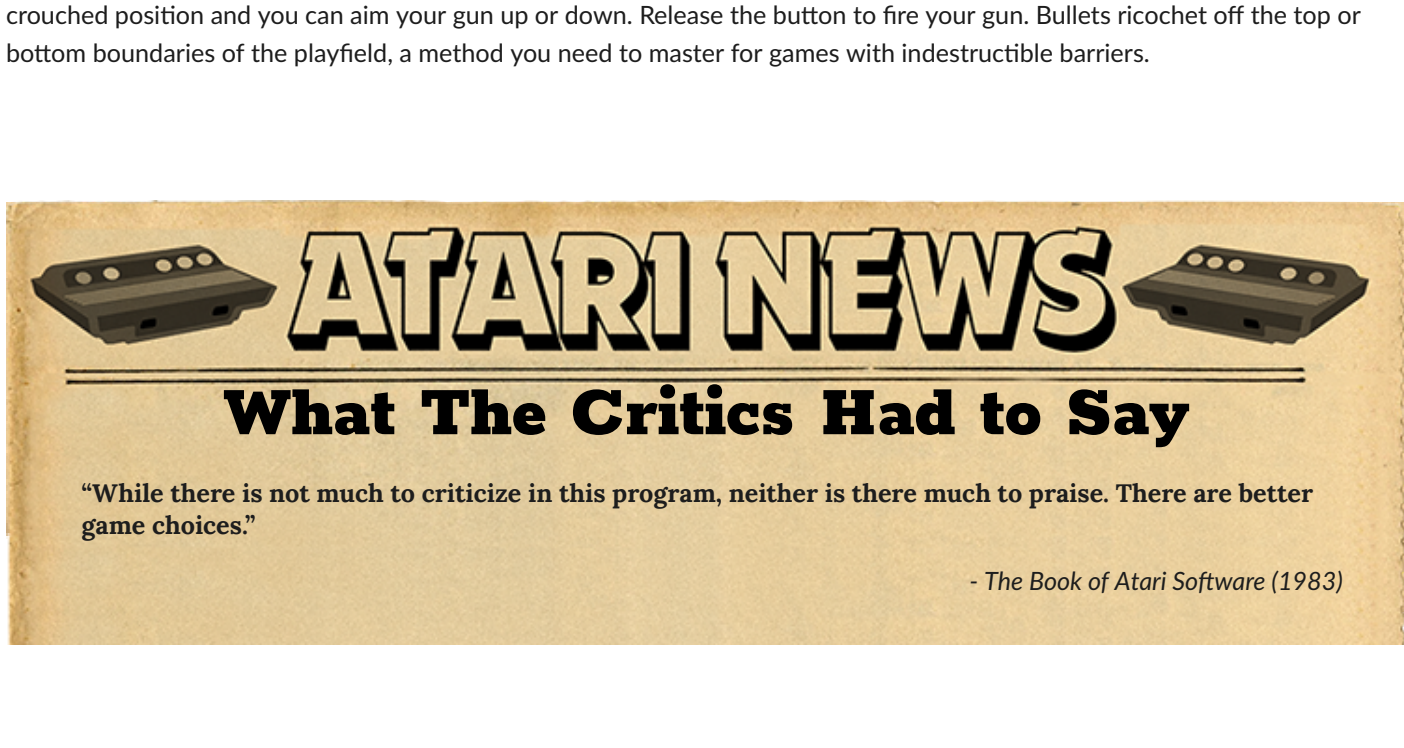 crouched position and you can aim your gun up or down. Release the button to fire your gun. Bullets ricochet off the top or
bottom boundaries of the playfield, a method you need to master for games with indestructible barriers.
ATARI NEWS
What The Critics Had to Say
“While there is not much to criticize in this program, neither is there much to praise. There are better
game choices.”
- The Book of Atari Software (1983)